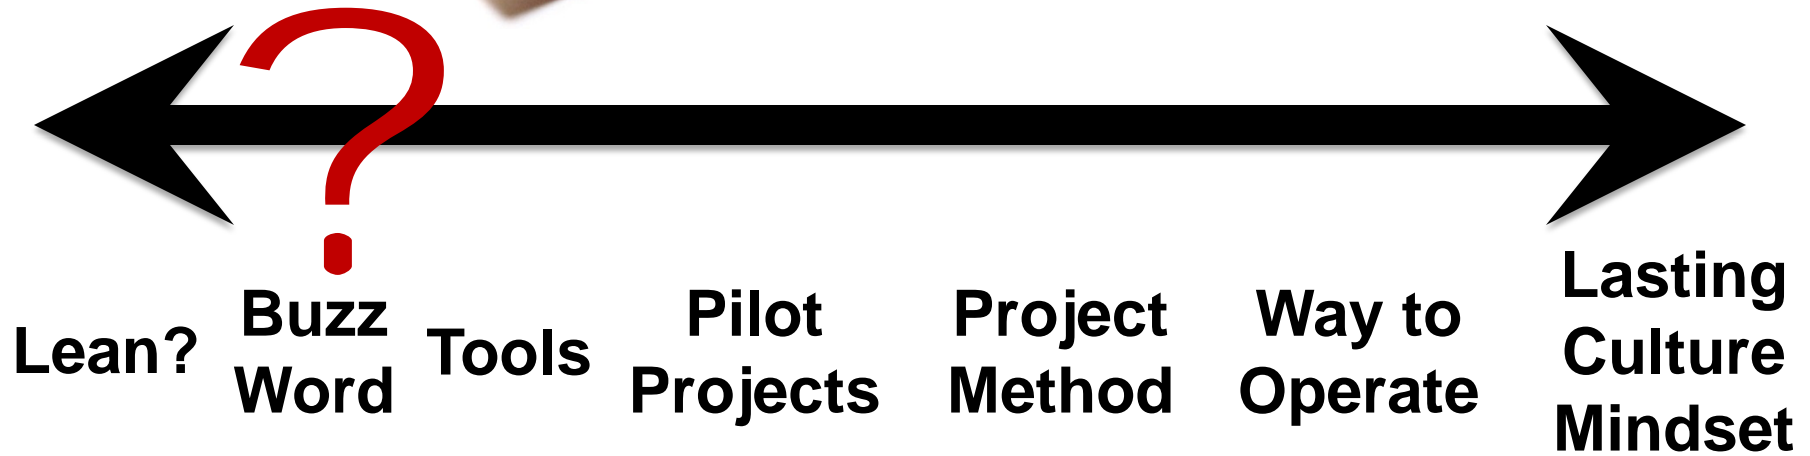 ?
Lean?
Buzz
Word
Tools
Pilot
Projects
Project
Method
Way to
Operate
Lasting
Culture
Mindset